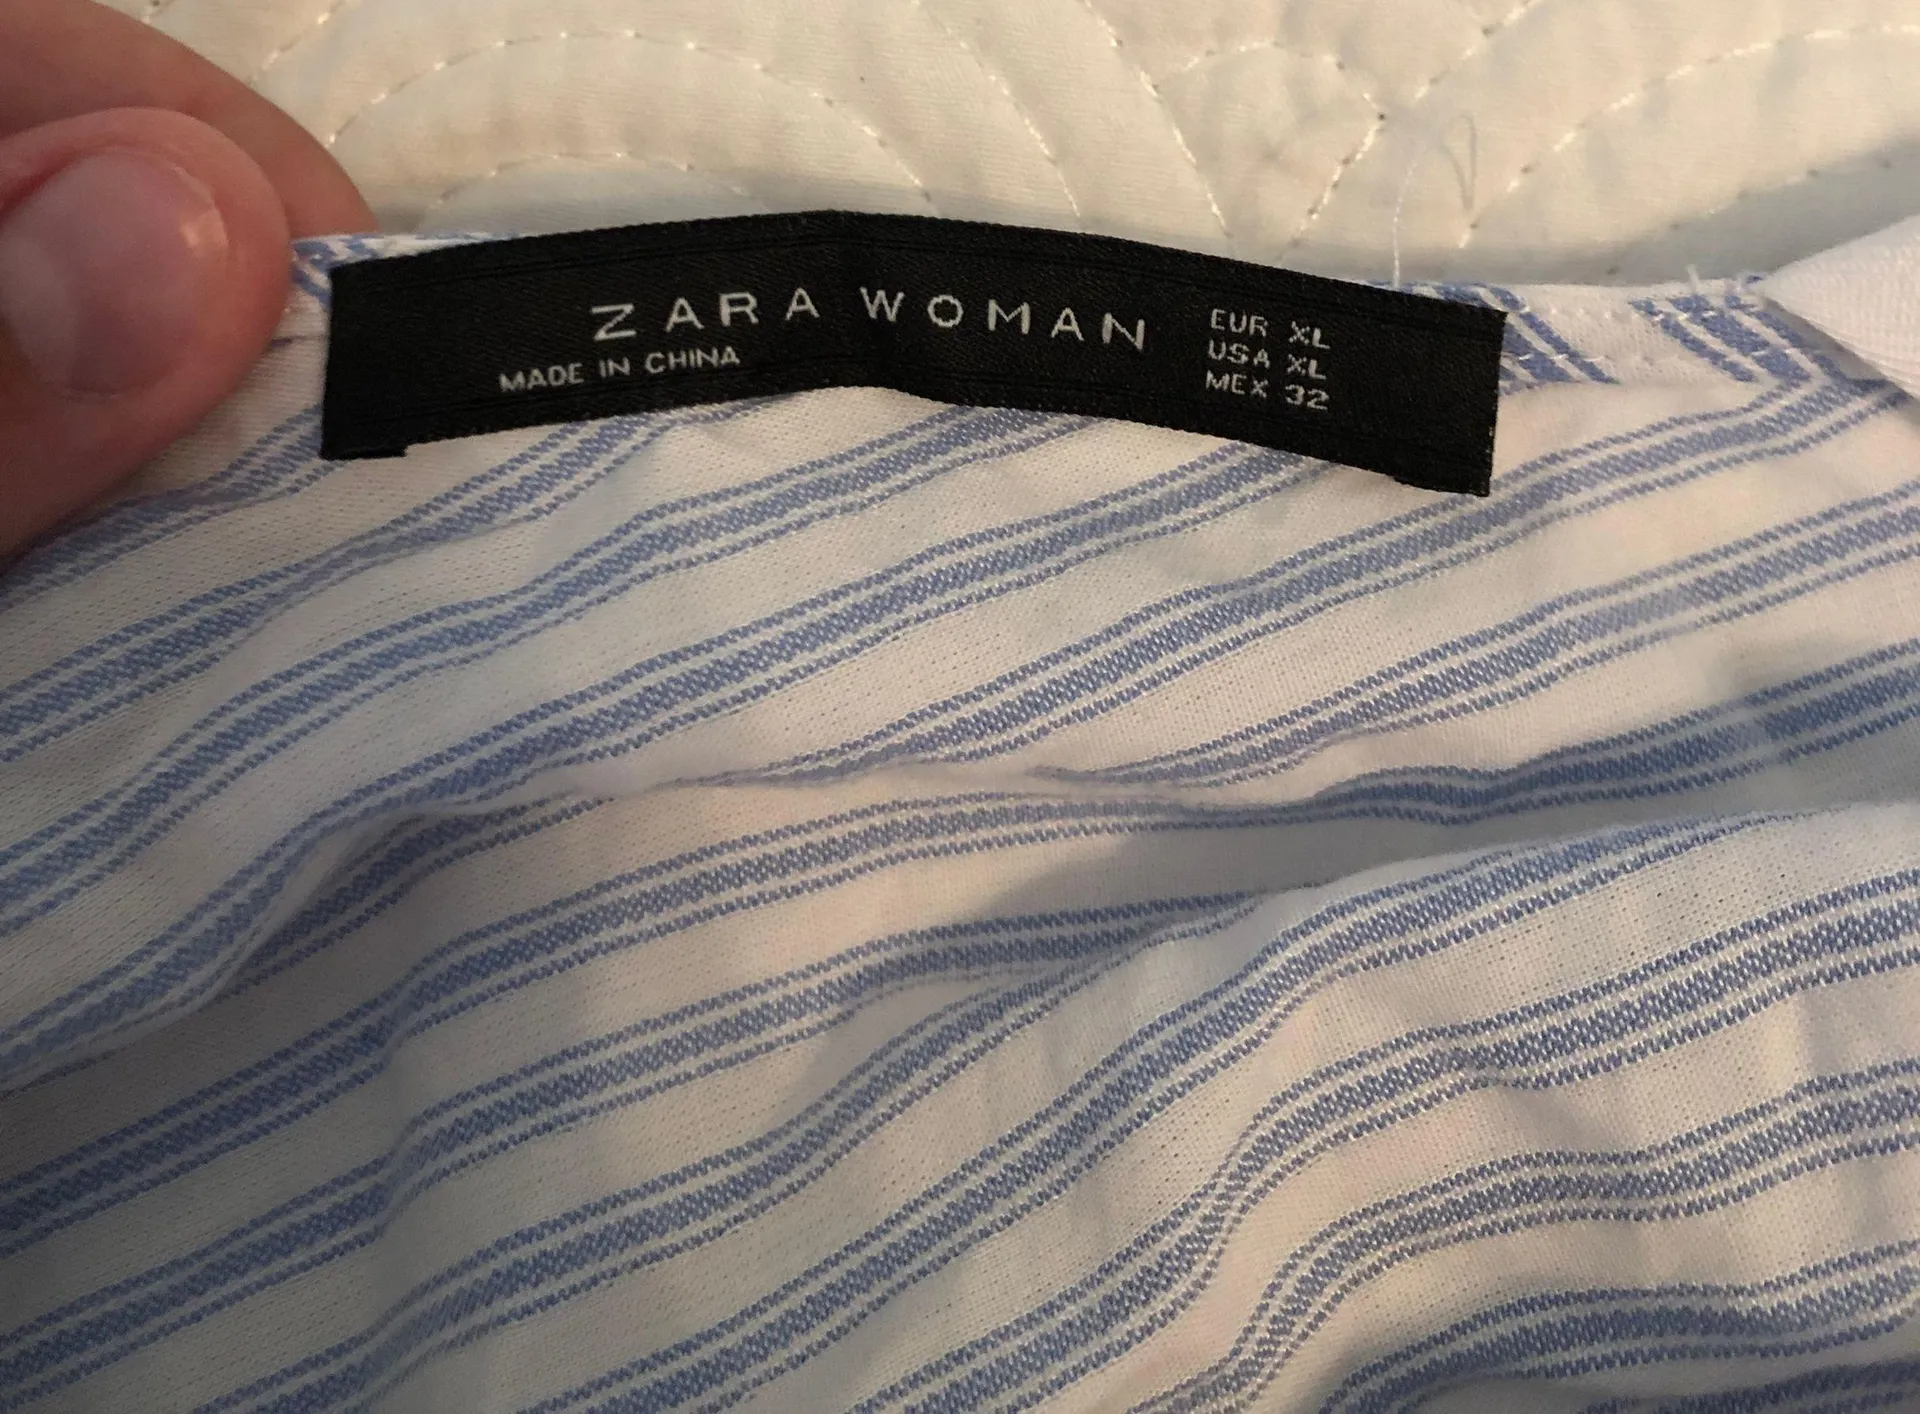 ZARA WOMAN
MADE IN CHINA
EUR XL
USA XL
MEX 32